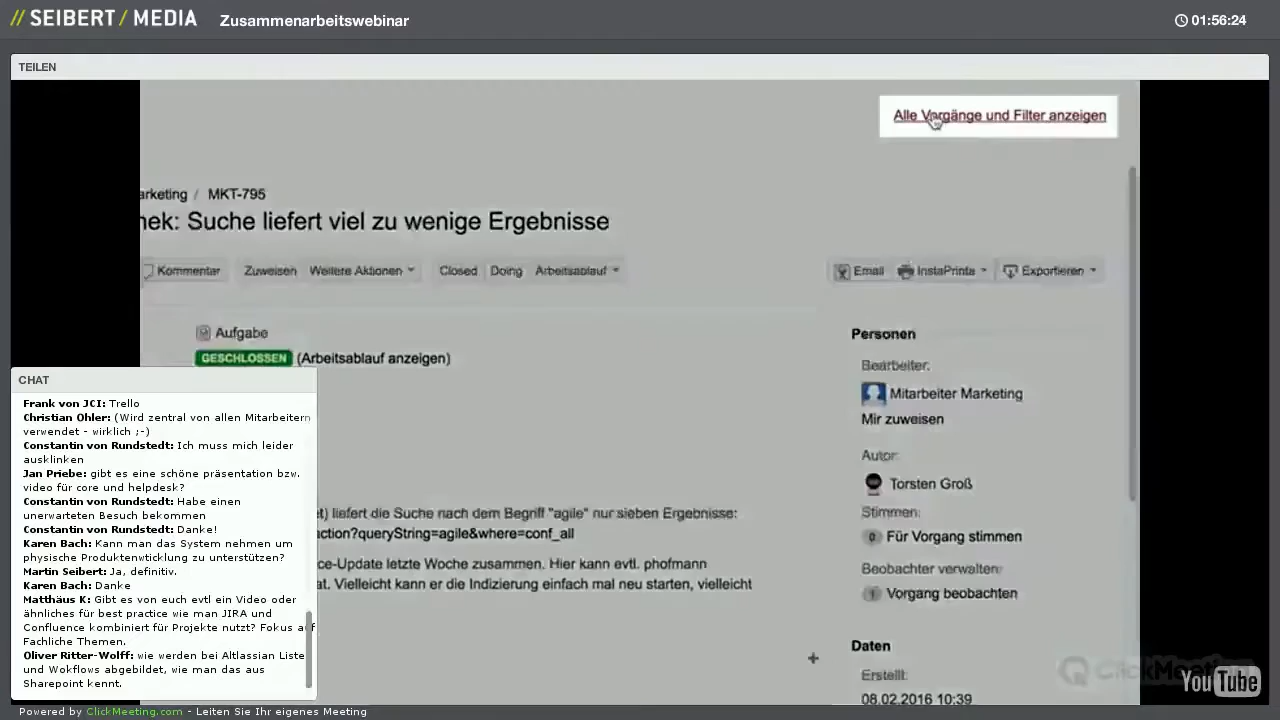 // SEIBERT / MEDIA Zusammenarbeitswebinar 01:56:24
TEILEN
Alle Vorgänge und Filter anzeigen
arketing / MKT-795
nek: Suche liefert viel zu wenige Ergebnisse
Kommentar Zuweisen Weitere Aktionen Closed Doing Arbeitsablauf Email InstaPrinta Exportieren
Aufgabe
GESCHLOSSEN (Arbeitsablauf anzeigen)
Personen
Bearbeiter:
Mitarbeiter Marketing
Mir zuweisen
Autor:
Torsten Groß
Stimmen:
0 Für Vorgang stimmen
Beobachter verwalten:
1 Vorgang beobachten
Daten
Erstellt:
08.02.2016 10:39
t) liefert die Suche nach dem Begriff "agile" nur sieben Ergebnisse:
ction?queryString=agile&where=conf_all
ce-Update letzte Woche zusammen. Hier kann evtl. phofmann
at. Vielleicht kann er die Indizierung einfach mal neu starten, vielleicht
CHAT
Frank von JCI: Trello
Christian Ohler: (Wird zentral von allen Mitarbeitern
verwendet - wirklich ;-)
Constantin von Rundstedt: Ich muss mich leider
ausklinken
Jan Priebe: gibt es eine schöne präsentation bzw.
video für core und helpdesk?
Constantin von Rundstedt: Habe einen
unerwarteten Besuch bekommen
Constantin von Rundstedt: Danke!
Karen Bach: Kann man das System nehmen um
physische Produktenwticklung zu unterstützen?
Martin Seibert: Ja, definitiv.
Karen Bach: Danke
Matthäus K: Gibt es von euch evtl ein Video oder
ähnliches für best practice wie man JIRA und
Confluence kombiniert für Projekte nutzt? Fokus auf
Fachliche Themen.
Oliver Ritter-Wolff: wie werden bei Altlassian Liste
und Wokflows abgebildet, wie man das aus
Sharepoint kennt.
ClickMeeting
YouTube
Powered by ClickMeeting.com - Leiten Sie Ihr eigenes Meeting